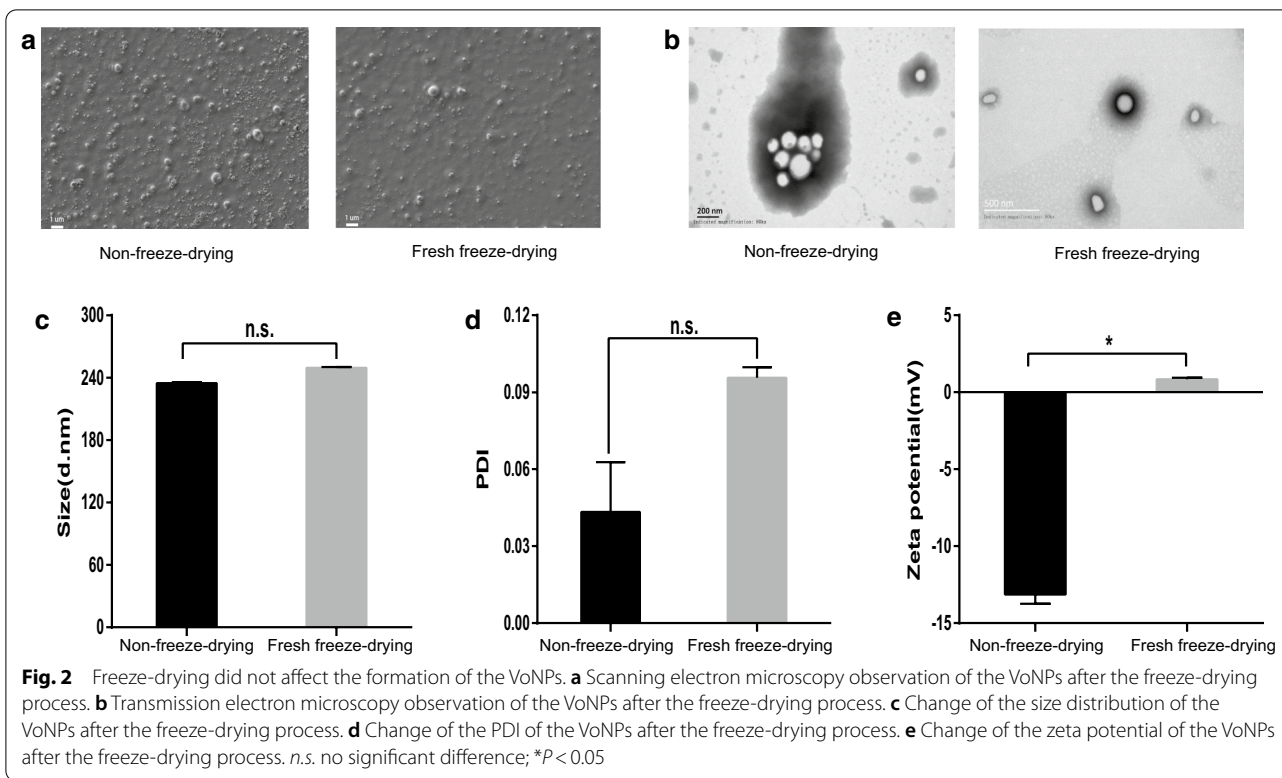 a
b
1 um
1 um
200 nm
Indicated magnification: 80kx
500 nm
Indicated magnification: 80kx
Non-freeze-drying
Fresh freeze-drying
Non-freeze-drying
Fresh freeze-drying
c
300
240
180
120
60
0
Size(d.nm)
n.s.
Non-freeze-drying
Fresh freeze-drying
d
0.12
0.09
0.06
0.03
0.00
PDI
n.s.
Non-freeze-drying
Fresh freeze-drying
e
5
0
-5
-10
-15
Zeta potential(mV)
*
Non-freeze-drying
Fresh freeze-drying
Fig. 2 Freeze-drying did not affect the formation of the VoNPs. a Scanning electron microscopy observation of the VoNPs after the freeze-drying
process. b Transmission electron microscopy observation of the VoNPs after the freeze-drying process. c Change of the size distribution of the
VoNPs after the freeze-drying process. d Change of the PDI of the VoNPs after the freeze-drying process. e Change of the zeta potential of the VoNPs
after the freeze-drying process. n.s. no significant difference; *P < 0.05